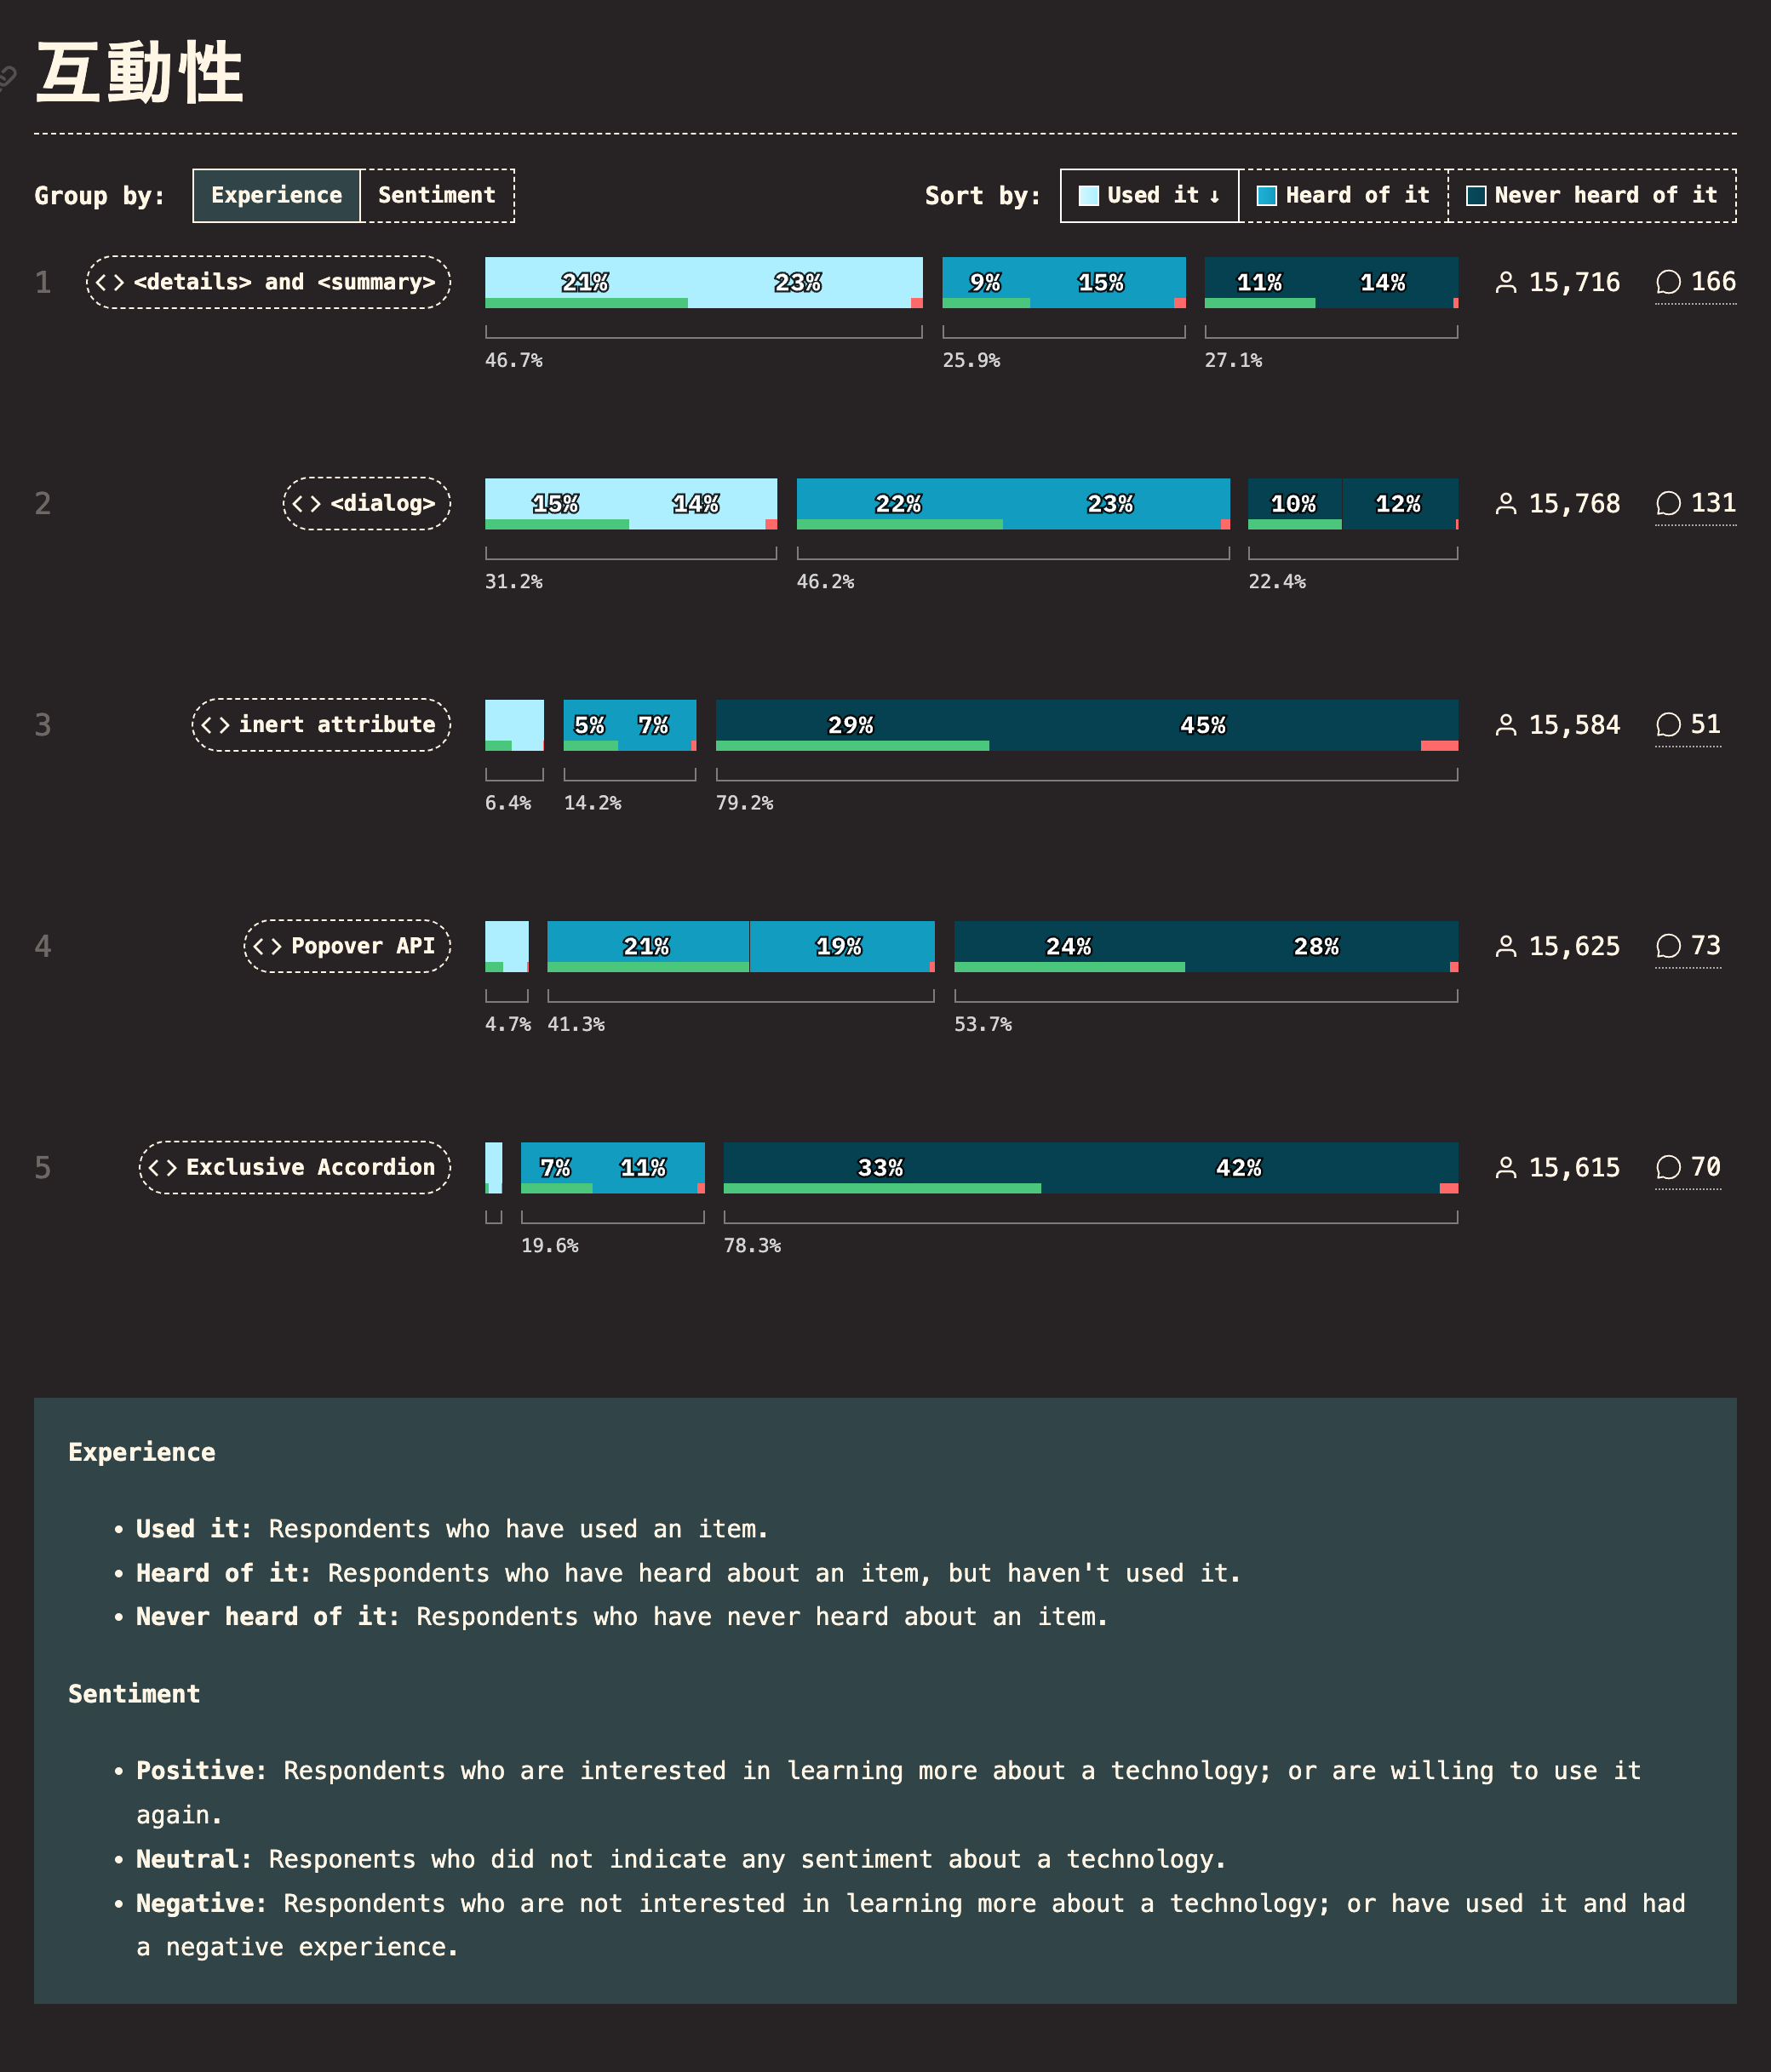 互動性
Group by: Experience Sentiment Sort by: Used it ↓ Heard of it Never heard of it
1 <details> and <summary> 21% 23% 9% 15% 11% 14% 15,716 166
46.7% 25.9% 27.1%
2 <dialog> 15% 14% 22% 23% 10% 12% 15,768 131
31.2% 46.2% 22.4%
3 inert attribute 5% 7% 29% 45% 15,584 51
6.4% 14.2% 79.2%
4 Popover API 21% 19% 24% 28% 15,625 73
4.7% 41.3% 53.7%
5 Exclusive Accordion 7% 11% 33% 42% 15,615 70
19.6% 78.3%
Experience
• Used it: Respondents who have used an item.
• Heard of it: Respondents who have heard about an item, but haven't used it.
• Never heard of it: Respondents who have never heard about an item.
Sentiment
• Positive: Respondents who are interested in learning more about a technology; or are willing to use it
again.
• Neutral: Responents who did not indicate any sentiment about a technology.
• Negative: Respondents who are not interested in learning more about a technology; or have used it and had
a negative experience.